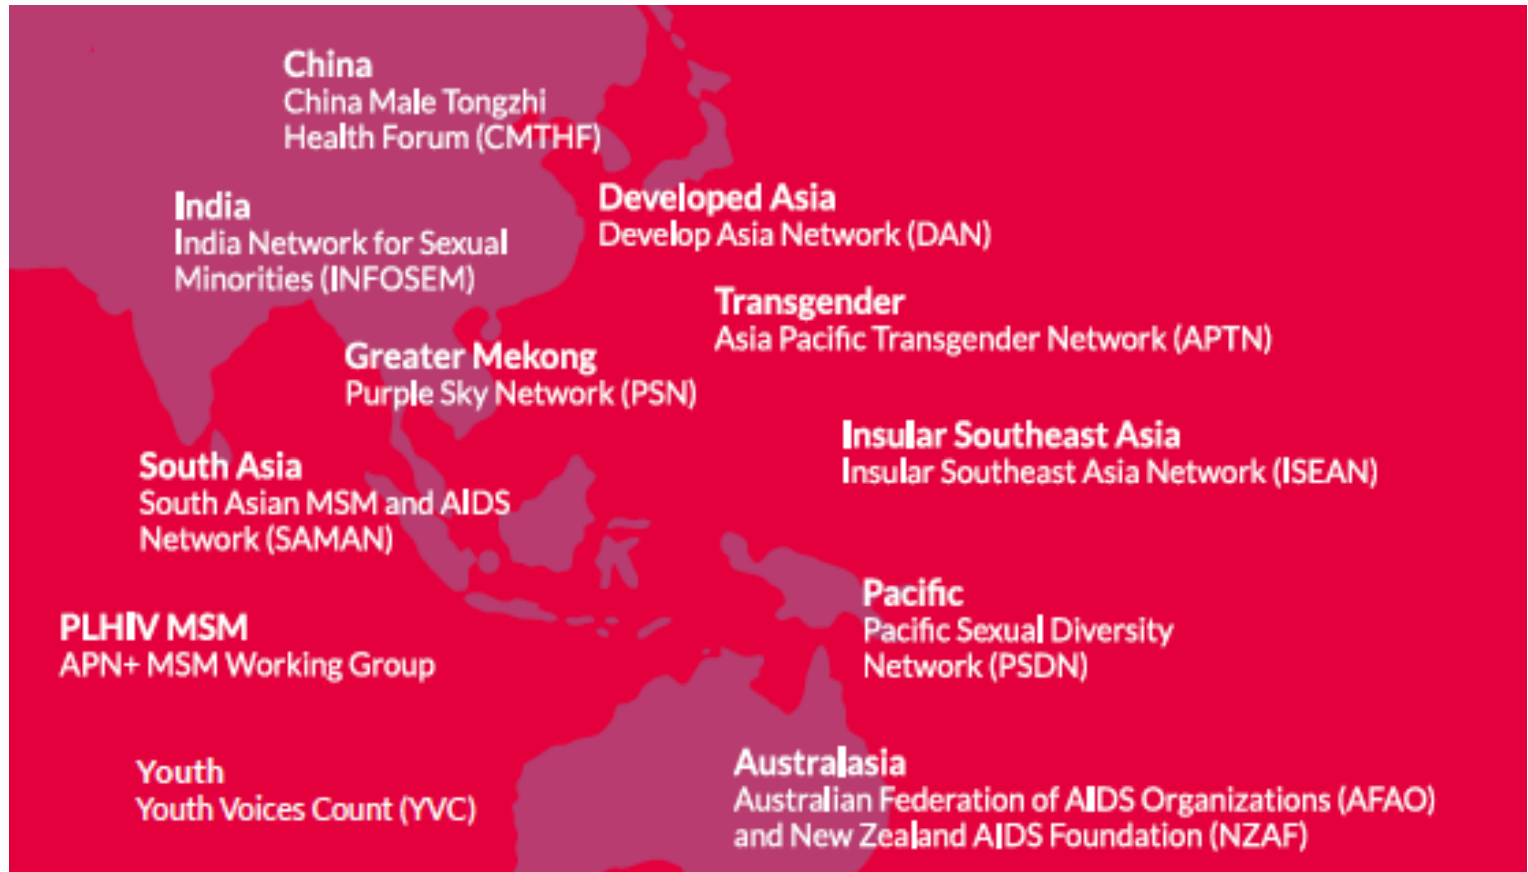 China
China Male Tongzhi
Health Forum (CMTHF)
India
India Network for Sexual
Minorities (INFOSEM)
Developed Asia
Develop Asia Network (DAN)
Transgender
Asia Pacific Transgender Network (APTN)
Greater Mekong
Purple Sky Network (PSN)
Insular Southeast Asia
Insular Southeast Asia Network (ISEAN)
South Asia
South Asian MSM and AIDS
Network (SAMAN)
Pacific
Pacific Sexual Diversity
Network (PSDN)
PLHIV MSM
APN+ MSM Working Group
Youth
Youth Voices Count (YVC)
Australasia
Australian Federation of AIDS Organizations (AFAO)
and New Zealand AIDS Foundation (NZAF)